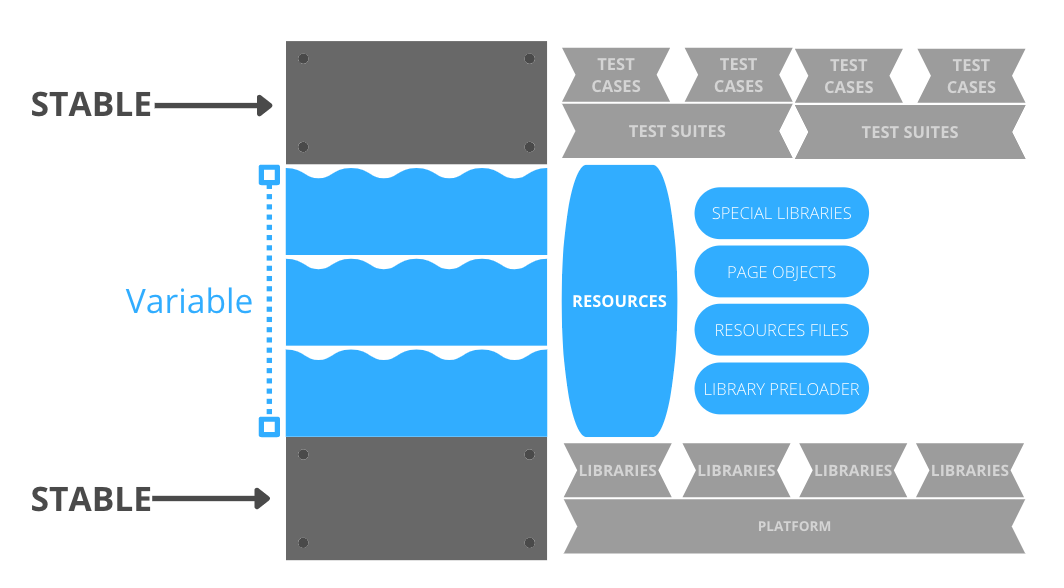 TEST
CASES
TEST
CASES
TEST
CASES
TEST
CASES
STABLE
TEST SUITES
TEST SUITES
SPECIAL LIBRARIES
PAGE OBJECTS
Variable
RESOURCES
RESOURCES FILES
LIBRARY PRELOADER
LIBRARIES
LIBRARIES
LIBRARIES
LIBRARIES
STABLE
PLATFORM